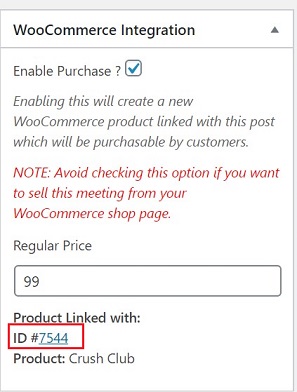 WooCommerce Integration
Enable Purchase ?
Enabling this will create a new
WooCommerce product linked with this post
which will be purchasable by customers.
NOTE: Avoid checking this option if you want
to sell this meeting from your
WooCommerce shop page.
Regular Price
99
Product Linked with:
ID #7544
Product: Crush Club